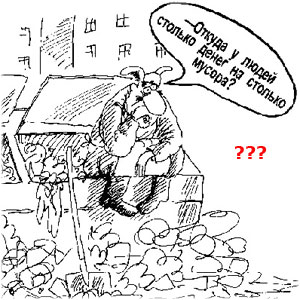 —Откуда у людей
столько денег на столько
мусора?
???